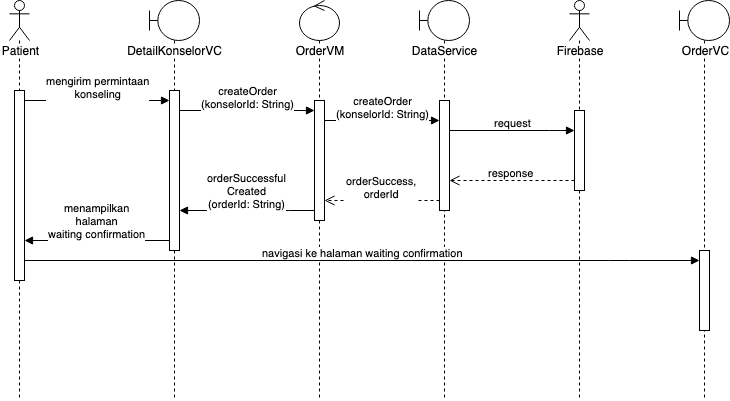 Patient
DetailKonselorVC
OrderVM
DataService
Firebase
OrderVC
mengirim permintaan
konseling
createOrder
(konselorId: String)
createOrder
(konselorId: String)
request
response
orderSuccess,
orderId
orderSuccessful
Created
(orderId: String)
menampilkan
halaman
waiting confirmation
navigasi ke halaman waiting confirmation